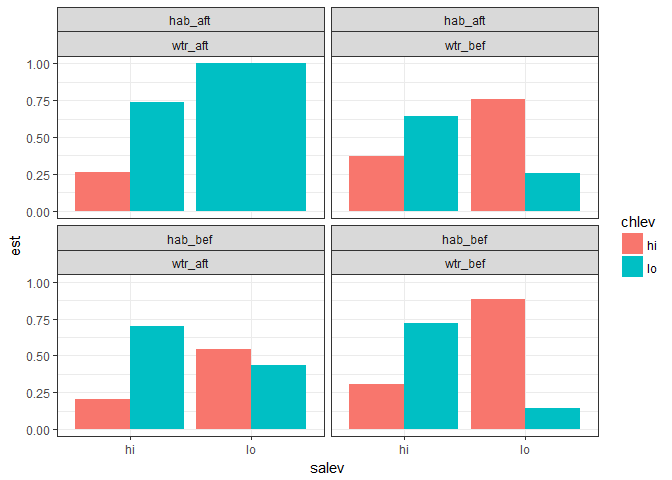 hab_aft
wtr_aft
hab_aft
wtr_bef
1.00
0.75
0.50
0.25
0.00
hab_bef
wtr_aft
hab_bef
wtr_bef
1.00
0.75
0.50
0.25
0.00
hi
lo
hi
lo
salev
est
chlev
hi
lo